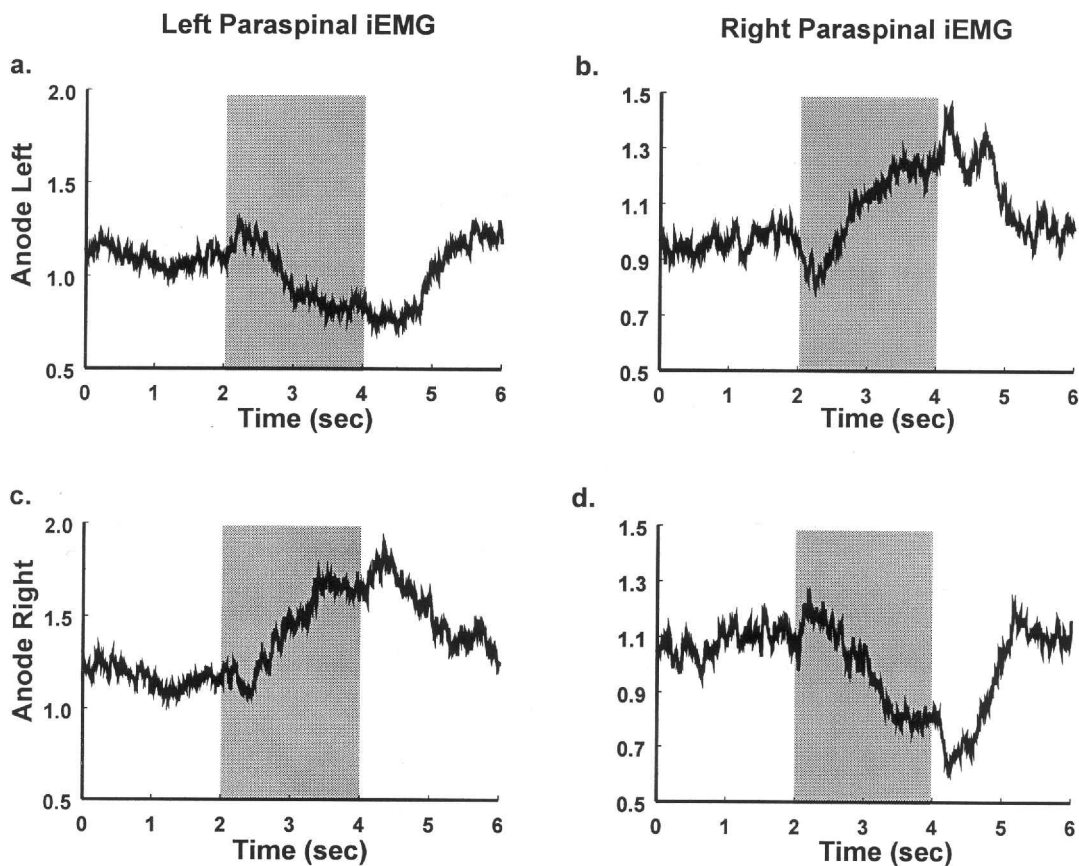 Left Paraspinal iEMG
Right Paraspinal iEMG
a.
Anode Left
2.0
1.5
1.0
0.5
0 1 2 3 4 5 6
Time (sec)
b.
1.5
1.3
1.1
0.9
0.7
0.5
0 1 2 3 4 5 6
Time (sec)
c.
Anode Right
2.0
1.5
1.0
0.5
0 1 2 3 4 5 6
Time (sec)
d.
1.5
1.3
1.1
0.9
0.7
0.5
0 1 2 3 4 5 6
Time (sec)